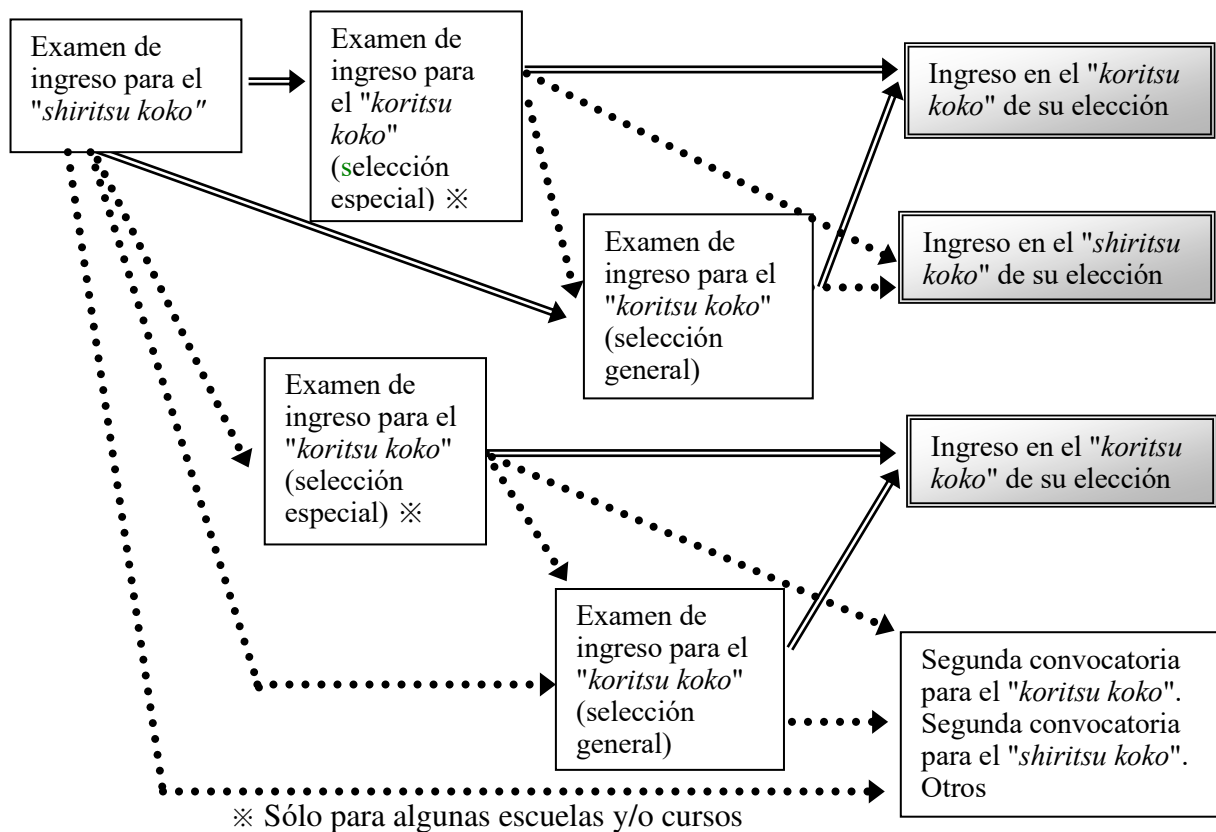 Examen de
ingreso para el
"shiritsu koko"
Examen de
ingreso para
el "koritsu
koko"
(selección
especial) ※
Ingreso en el "koritsu
koko" de su elección
Examen de
ingreso para el
"koritsu koko"
(selección
general)
Ingreso en el "shiritsu
koko" de su elección
Examen de
ingreso para el
"koritsu koko"
(selección
especial) ※
Ingreso en el "koritsu
koko" de su elección
Examen de
ingreso para el
"koritsu koko"
(selección
general)
Segunda convocatoria
para el "koritsu koko".
Segunda convocatoria
para el "shiritsu koko".
Otros
※ Sólo para algunas escuelas y/o cursos